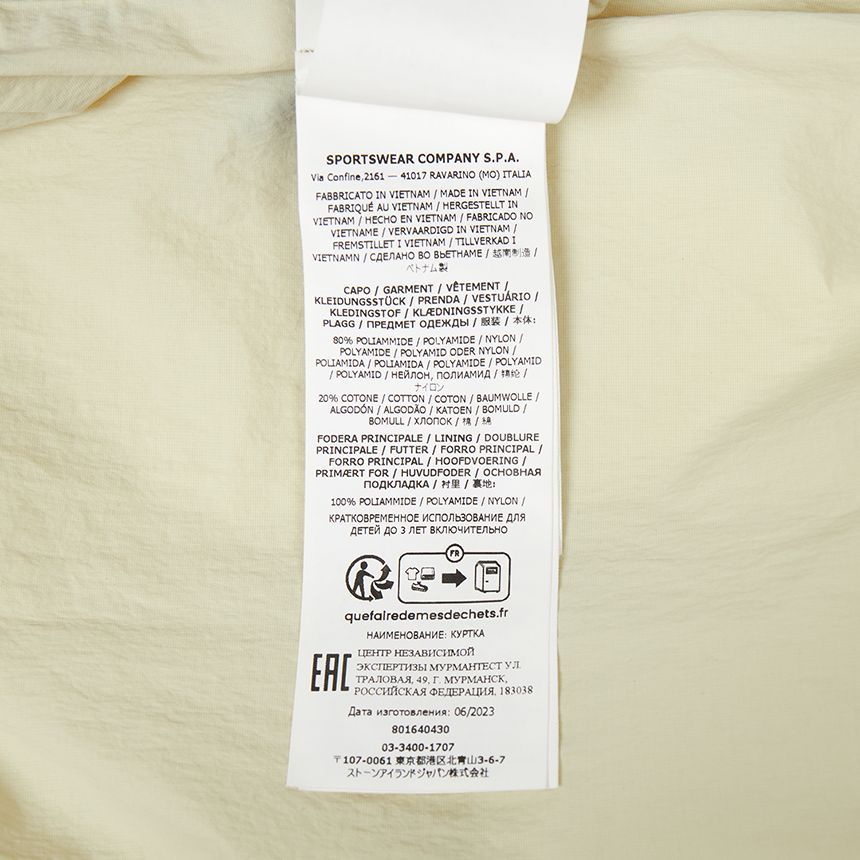 SPORTSWEAR COMPANY S.P.A.
Via Confine,2161 — 41017 RAVARINO (MO) ITALIA
FABBRICATO IN VIETNAM / MADE IN VIETNAM /
FABRIQUÉ AU VIETNAM / HERGESTELLT IN
VIETNAM / HECHO EN VIETNAM / FABRICADO NO
VIETNAME / VERVAARDIGD IN VIETNAM /
FREMSTILLET I VIETNAM / TILLVERKAD I
VIETNAMN / СДЕЛАНО ВО ВЬЕТНАМЕ / 越南制造 /
ベトナム製
CAPO / GARMENT / VÊTEMENT /
KLEIDUNGSSTÜCK / PRENDA / VESTUÁRIO /
KLEDINGSTOF / KLÆDNINGSSTYKKE /
PLAGG / ПРЕДМЕТ ОДЕЖДЫ / 服装 / 本体:
80% POLIAMMIDE / POLYAMIDE / NYLON /
POLYAMIDE / POLYAMID ODER NYLON /
POLIAMIDA / POLIAMIDA / POLYAMIDE / POLYAMID
/ POLYAMID / НЕЙЛОН, ПОЛИАМИД / 锦纶 /
ナイロン
20% COTONE / COTTON / COTON / BAUMWOLLE /
ALGODÓN / ALGODÃO / KATOEN / BOMULD /
BOMULL / ХЛОПОК / 棉 / 綿
FODERA PRINCIPALE / LINING / DOUBLURE
PRINCIPALE / FUTTER / FORRO PRINCIPAL /
FORRO PRINCIPAL / HOOFDVOERING /
PRIMÆRT FOR / HUVUDFODER / ОСНОВНАЯ
ПОДКЛАДКА / 衬里 / 裏地:
100% POLIAMMIDE / POLYAMIDE / NYLON /
КРАТКОВРЕМЕННОЕ ИСПОЛЬЗОВАНИЕ ДЛЯ
ДЕТЕЙ ДО 3 ЛЕТ ВКЛЮЧИТЕЛЬНО
FR
quefairedemesdechets.fr
НАИМЕНОВАНИЕ: КУРТКА
EAC
ЦЕНТР НЕЗАВИСИМОЙ
ЭКСПЕРТИЗЫ МУРМАНТЕСТ УЛ.
ТРАЛОВАЯ, 49, Г. МУРМАНСК,
РОССИЙСКАЯ ФЕДЕРАЦИЯ, 183038
Дата изготовления: 06/2023
801640430
03-3400-1707
〒107-0061 東京都港区北青山3-6-7
ストーンアイランドジャパン株式会社